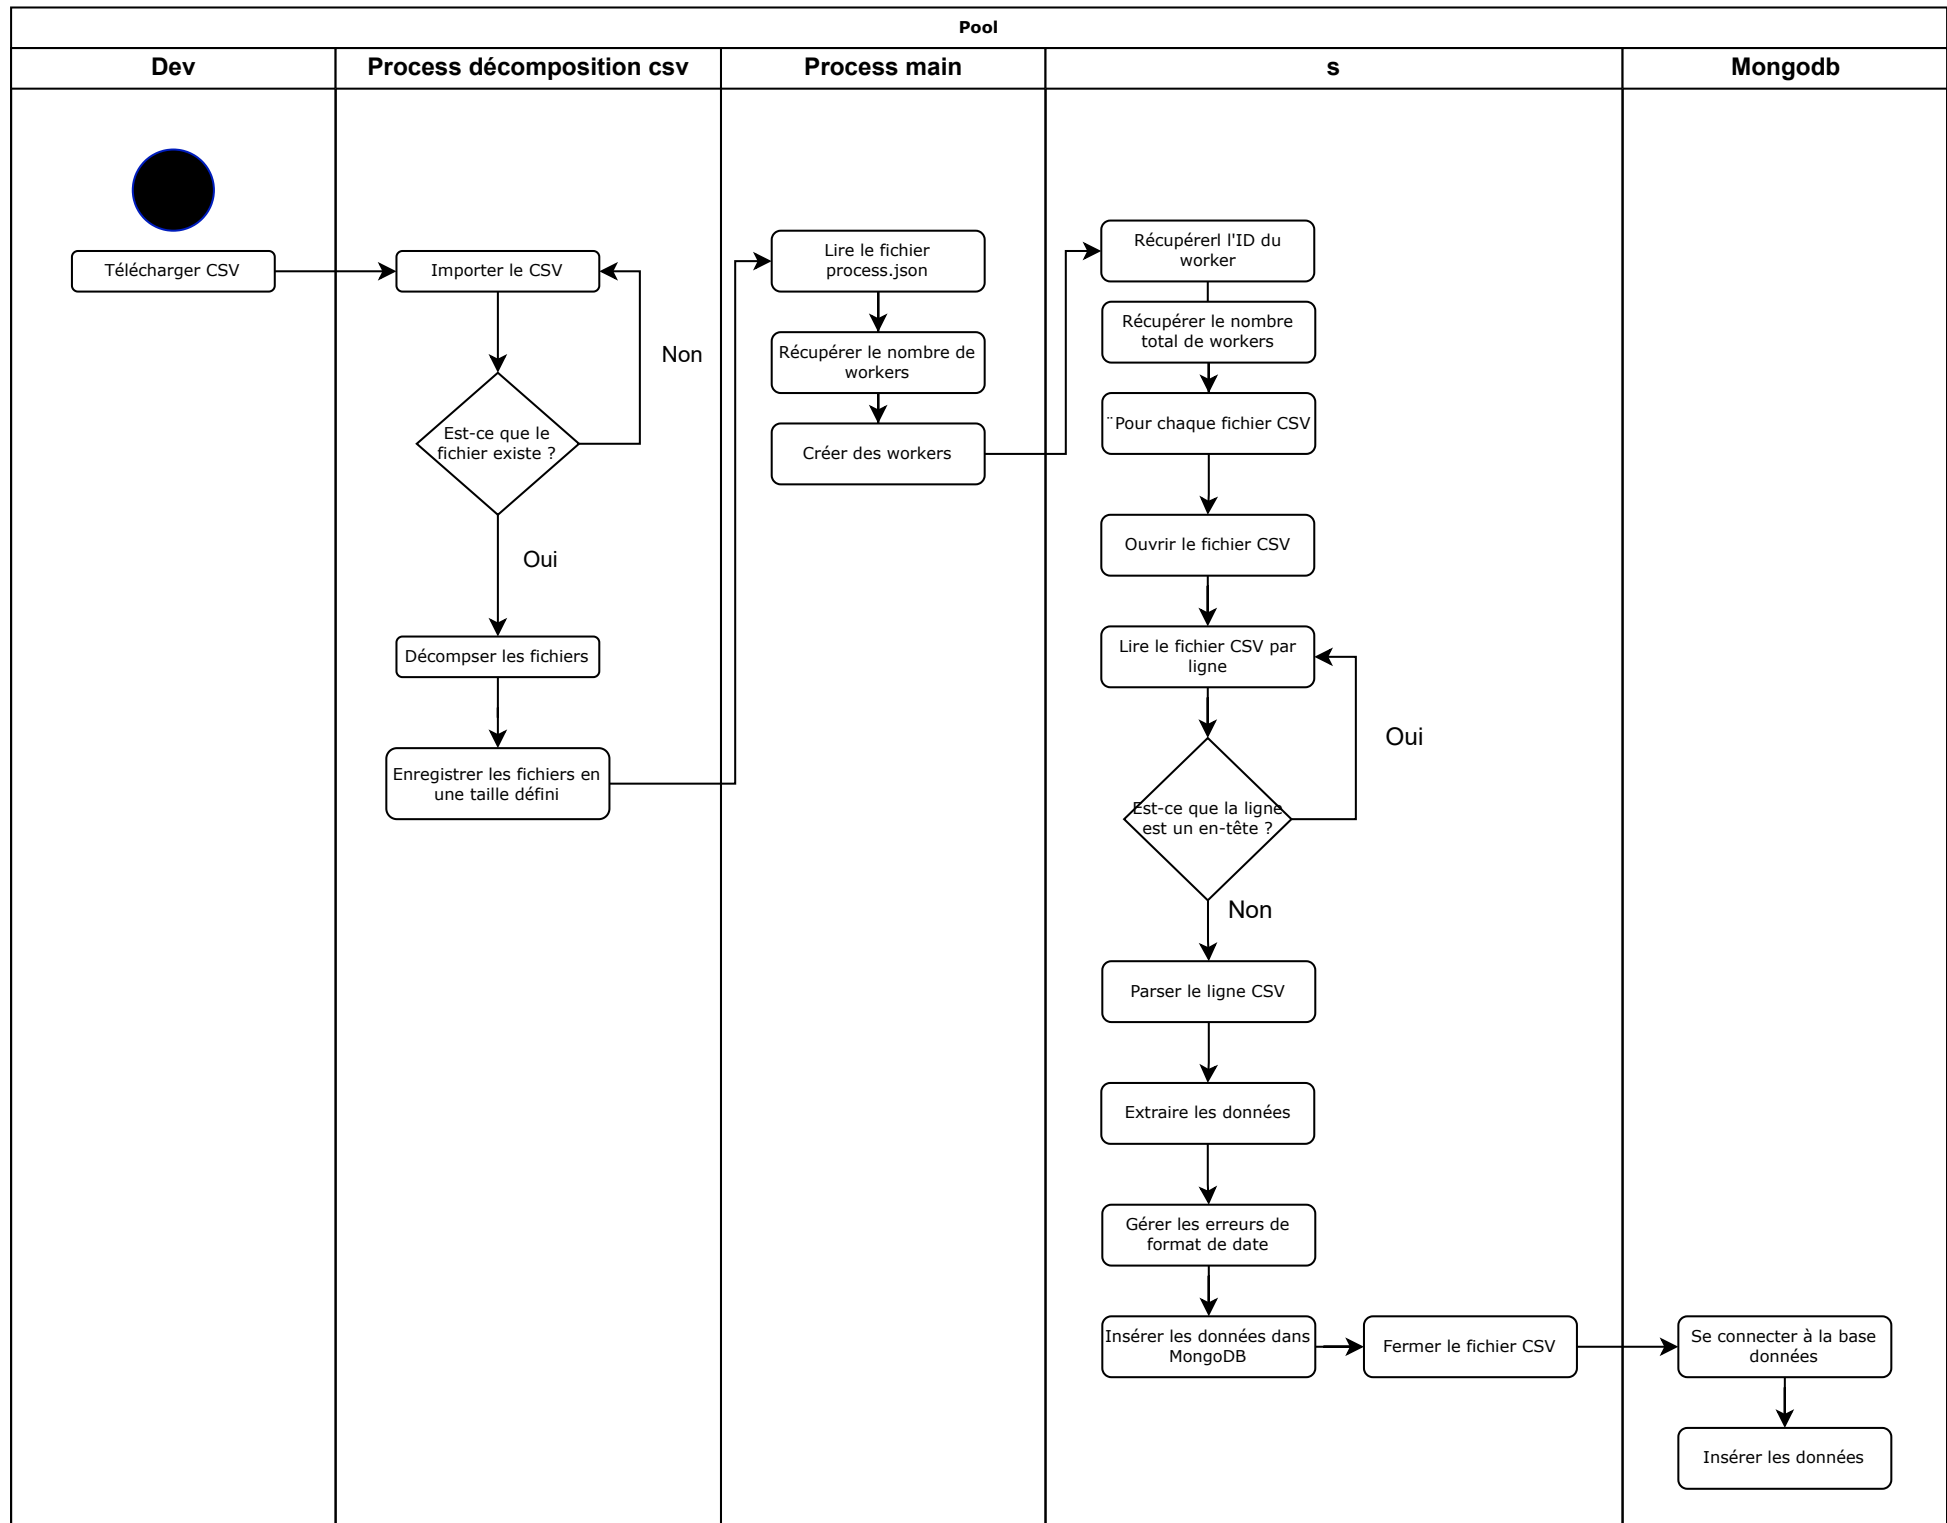 Pool
Dev
Process décomposition csv
Process main
s
Mongodb
Télécharger CSV
Importer le CSV
Non
Est-ce que le
fichier existe ?
Oui
Décompser les fichiers
Enregistrer les fichiers en
une taille défini
Lire le fichier
process.json
Récupérer le nombre de
workers
Créer des workers
Récupérerl l'ID du
worker
Récupérer le nombre
total de workers
¨Pour chaque fichier CSV
Ouvrir le fichier CSV
Lire le fichier CSV par
ligne
Oui
Est-ce que la ligne
est un en-tête ?
Non
Parser le ligne CSV
Extraire les données
Gérer les erreurs de
format de date
Insérer les données dans
MongoDB
Fermer le fichier CSV
Se connecter à la base
données
Insérer les données